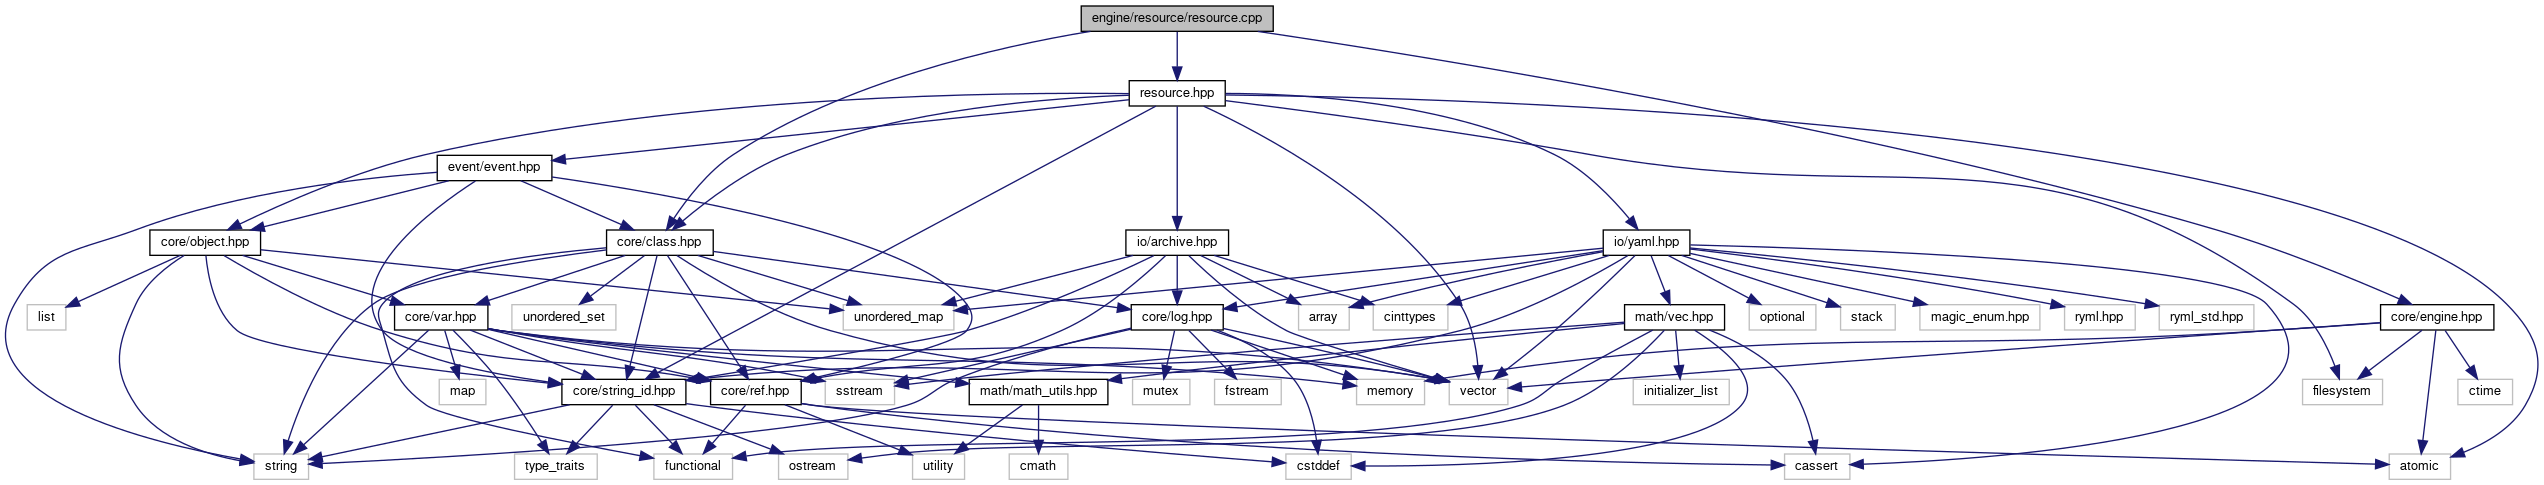 engine/resource/resource.cpp
resource.hpp
event/event.hpp
core/object.hpp
core/class.hpp
io/archive.hpp
io/yaml.hpp
list
core/var.hpp
unordered_set
unordered_map
core/log.hpp
array
cinttypes
math/vec.hpp
optional
stack
magic_enum.hpp
ryml.hpp
ryml_std.hpp
core/engine.hpp
map
core/string_id.hpp
core/ref.hpp
sstream
math/math_utils.hpp
mutex
fstream
memory
vector
initializer_list
filesystem
ctime
string
type_traits
functional
ostream
utility
cmath
cstddef
cassert
atomic